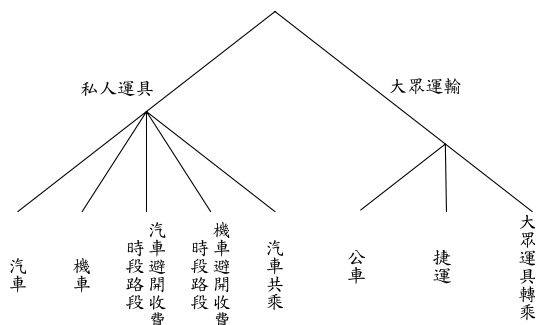 私人運具
大眾運輸
汽車
機車
汽車避開收費
時段路段
機車避開收費
時段路段
汽車共乘
公車
捷運
大眾運具轉乘